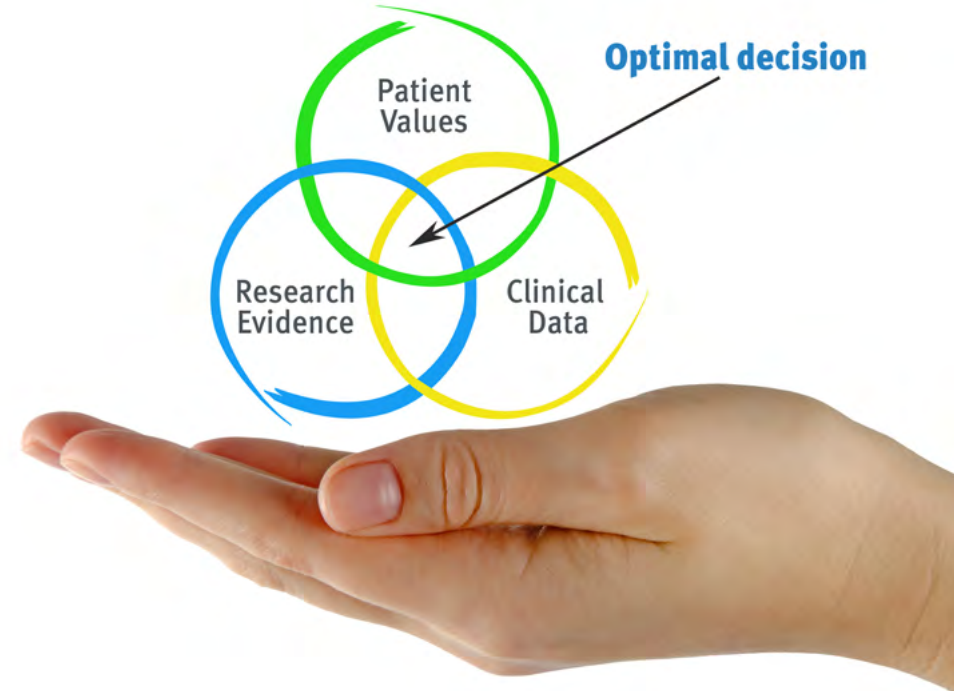 Optimal decision
Patient
Values
Research
Evidence
Clinical
Data